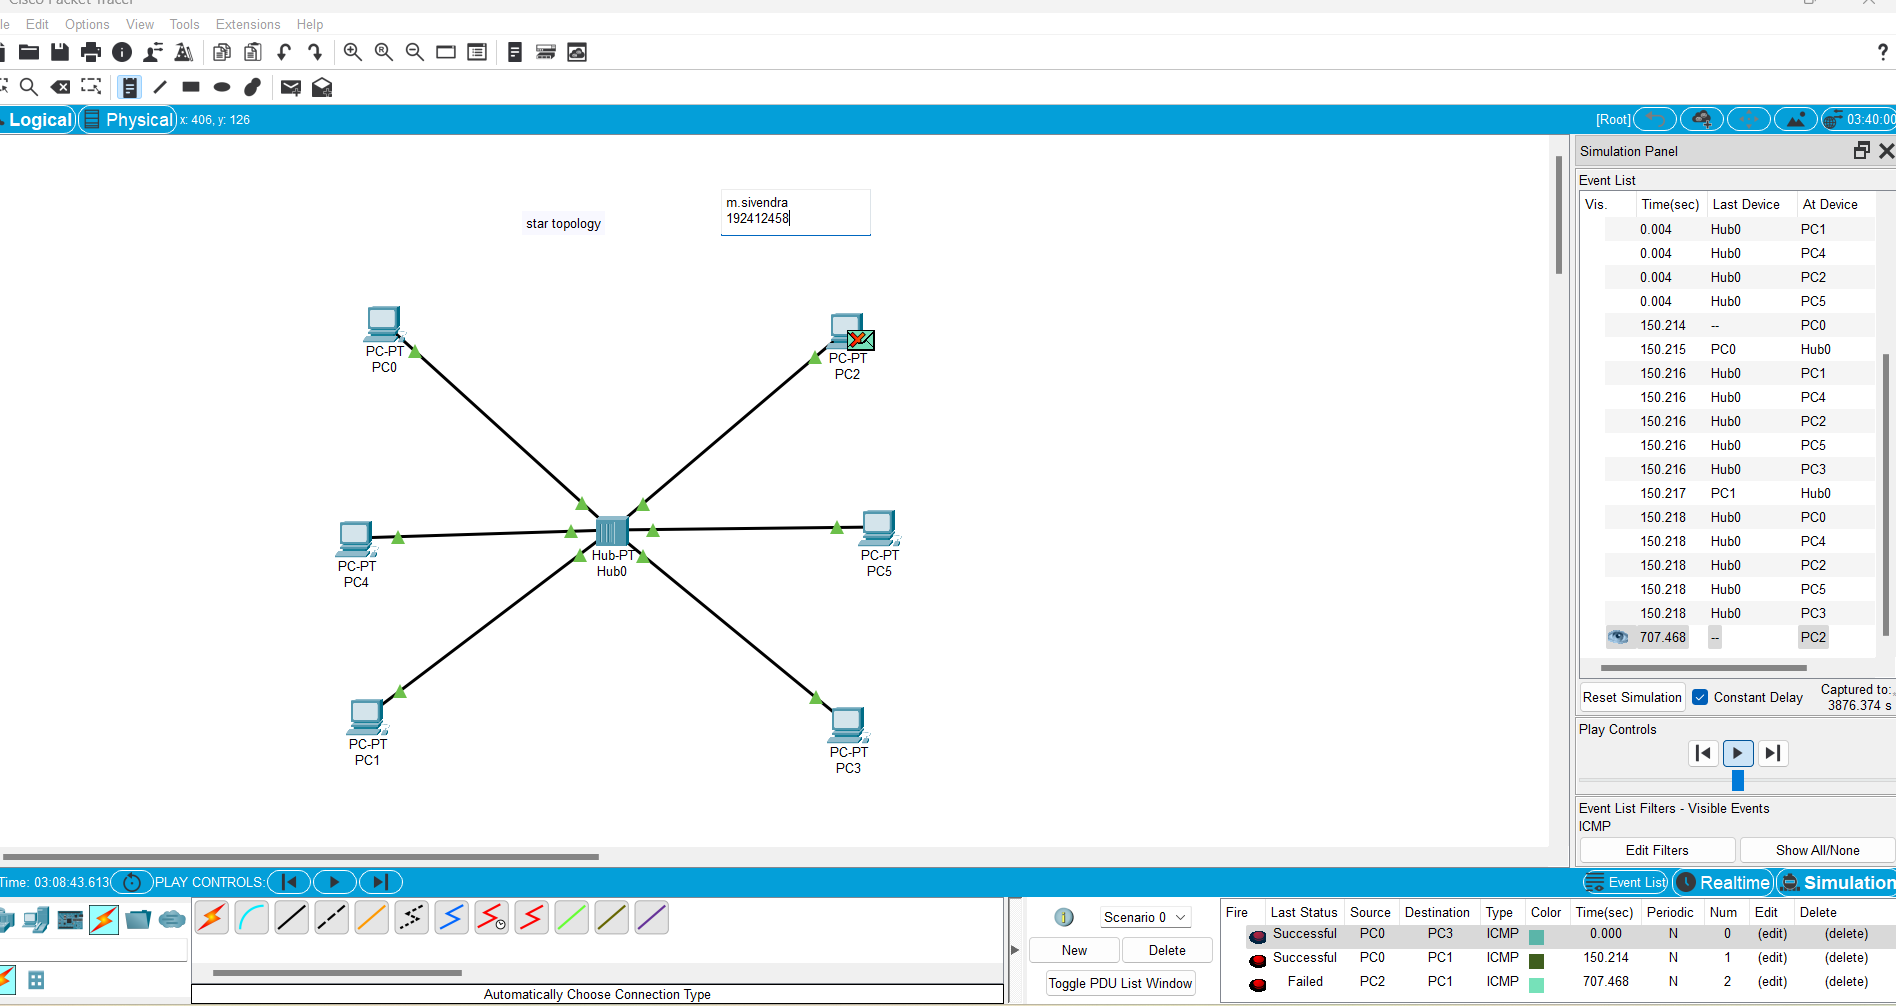 Cisco Packet Tracer
le Edit Options View Tools Extensions Help
?
Logical Physical x: 406, y: 126
[Root] 03:40:00
Simulation Panel
Event List
Vis. Time(sec) Last Device At Device
0.004 Hub0 PC1
0.004 Hub0 PC4
0.004 Hub0 PC2
0.004 Hub0 PC5
150.214 -- PC0
150.215 PC0 Hub0
150.216 Hub0 PC1
150.216 Hub0 PC4
150.216 Hub0 PC2
150.216 Hub0 PC5
150.216 Hub0 PC3
150.217 PC1 Hub0
150.218 Hub0 PC0
150.218 Hub0 PC4
150.218 Hub0 PC2
150.218 Hub0 PC5
150.218 Hub0 PC3
707.468 -- PC2
Reset Simulation Constant Delay Captured to:
3876.374 s
Play Controls
Event List Filters - Visible Events
ICMP
Edit Filters Show All/None
star topology
m.sivendra
192412458
PC-PT
PC0
PC-PT
PC2
PC-PT
PC4
Hub-PT
Hub0
PC-PT
PC5
PC-PT
PC1
PC-PT
PC3
Time: 03:08:43.613 PLAY CONTROLS:
Event List Realtime Simulation
Automatically Choose Connection Type
Scenario 0
New Delete
Toggle PDU List Window
Fire Last Status Source Destination Type Color Time(sec) Periodic Num Edit Delete
Successful PC0 PC3 ICMP 0.000 N 0 (edit) (delete)
Successful PC0 PC1 ICMP 150.214 N 1 (edit) (delete)
Failed PC2 PC1 ICMP 707.468 N 2 (edit) (delete)